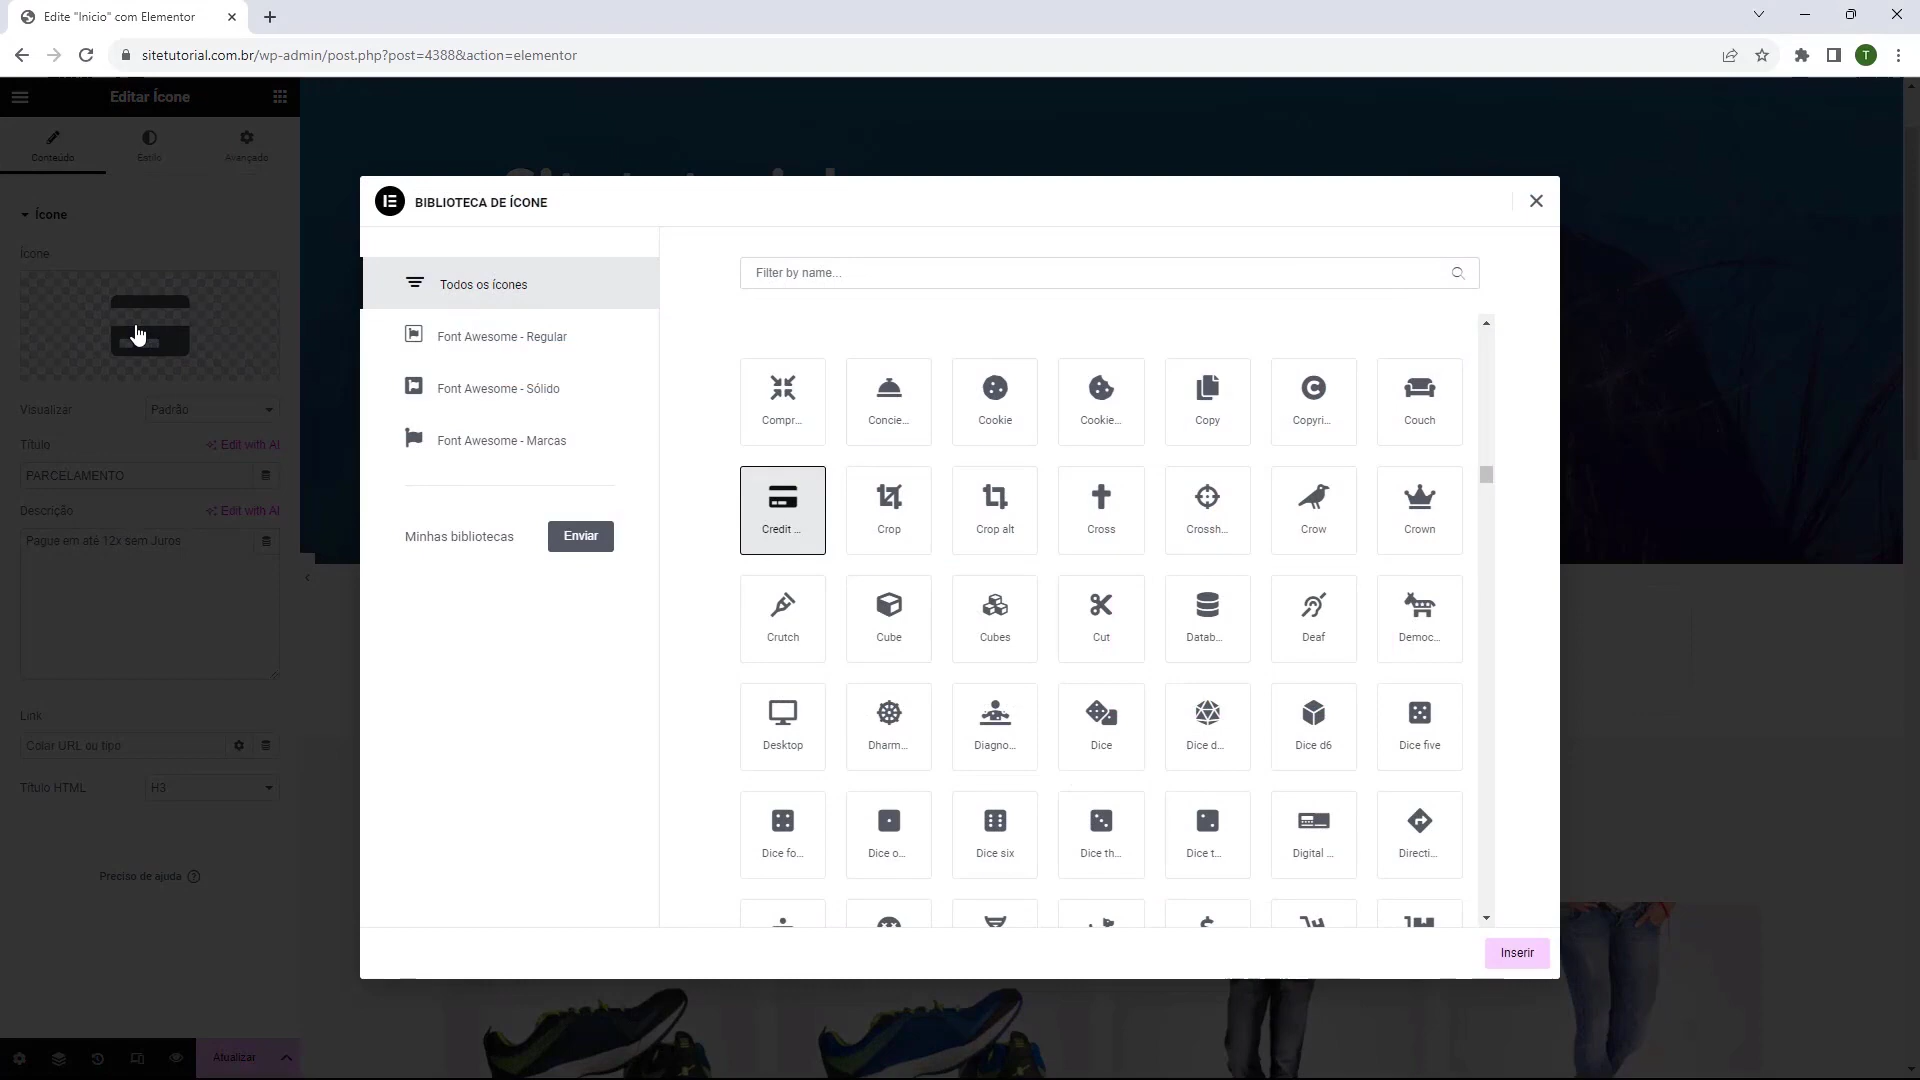 Edite "Inicio" com Elementor
sitetutorial.com.br/wp-admin/post.php?post=4388&action=elementor
T
Editar Ícone
Conteúdo
Estilo
Avançado
Ícone
Ícone
Visualizar
Padrão
Título
Edit with AI
PARCELAMENTO
Descrição
Edit with AI
Pague em até 12x sem Juros
Link
Colar URL ou tipo
Título HTML
H3
Preciso de ajuda
Atualizar
BIBLIOTECA DE ÍCONE
Todos os ícones
Font Awesome - Regular
Font Awesome - Sólido
Font Awesome - Marcas
Minhas bibliotecas
Enviar
Filter by name...
Compr...
Concie...
Cookie
Cookie...
Copy
Copyri...
Couch
Credit ...
Crop
Crop alt
Cross
Crossh...
Crow
Crown
Crutch
Cube
Cubes
Cut
Datab...
Deaf
Democ...
Desktop
Dharm...
Diagno...
Dice
Dice d...
Dice d6
Dice five
Dice fo...
Dice o...
Dice six
Dice th...
Dice t...
Digital ...
Directi...
Inserir